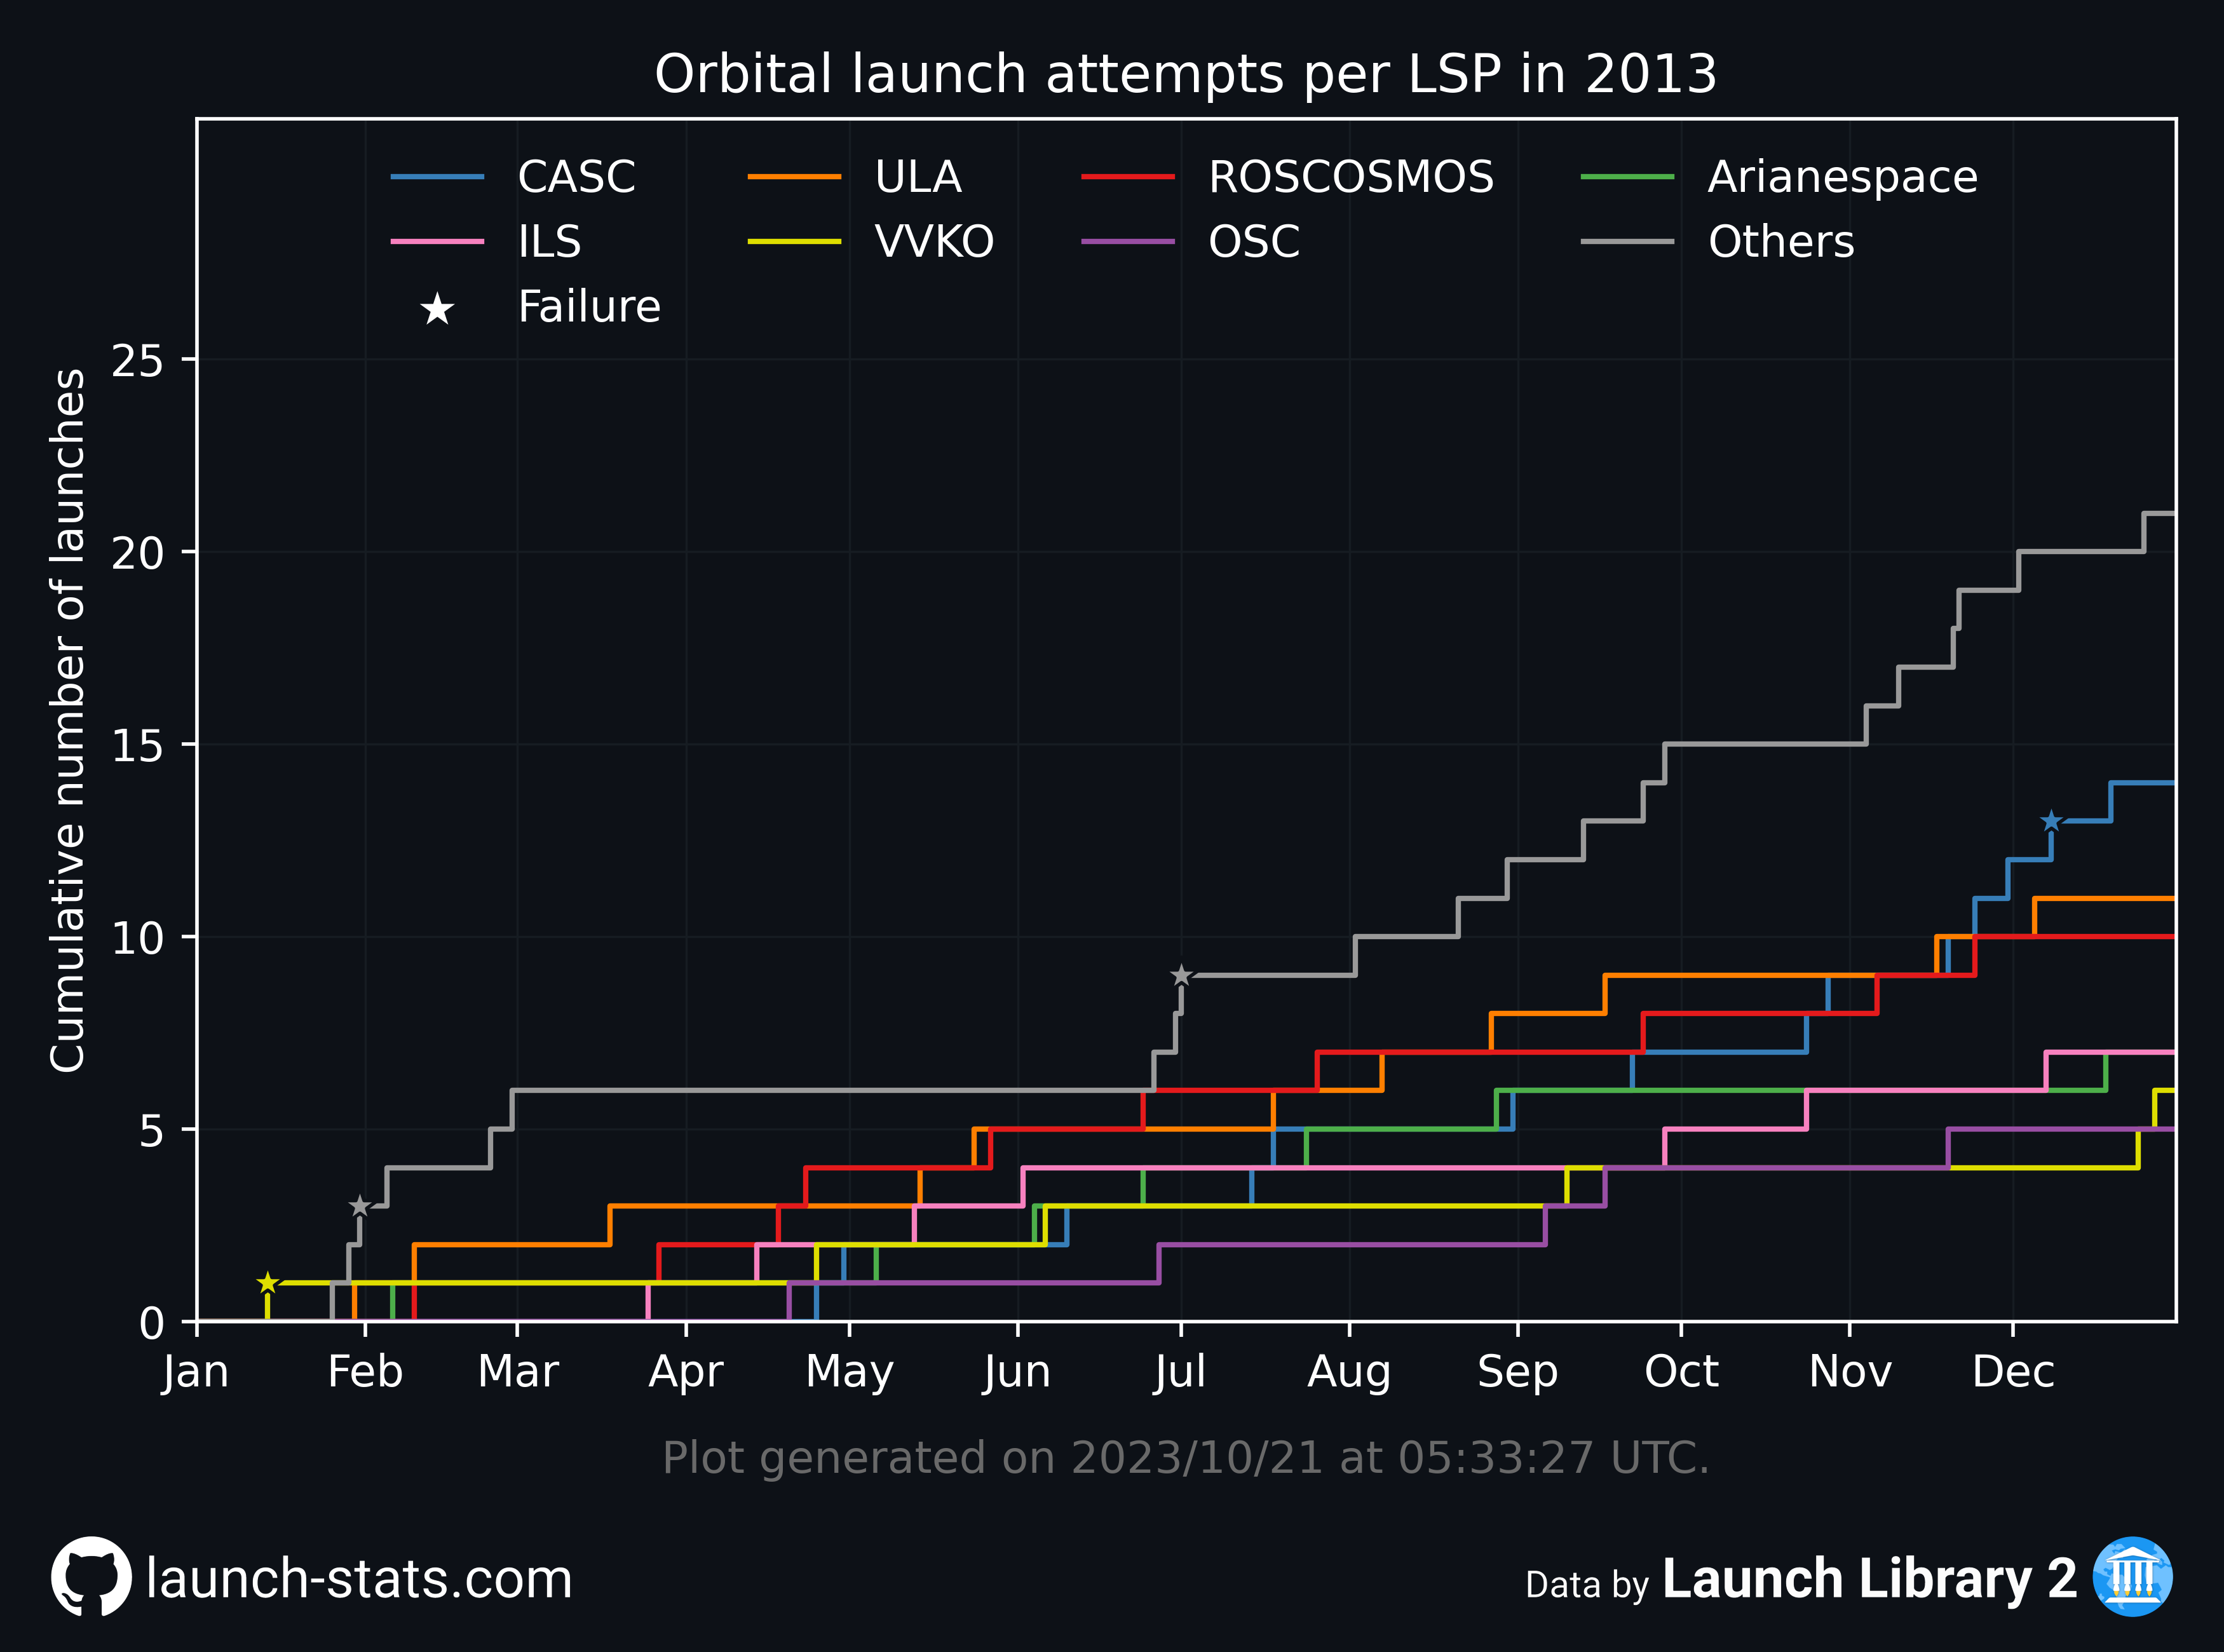 Orbital launch attempts per LSP in 2013
CASC ULA ROSCOSMOS Arianespace
ILS VVKO OSC Others
Failure
Cumulative number of launches
25
20
15
10
5
0
Jan Feb Mar Apr May Jun Jul Aug Sep Oct Nov Dec
Plot generated on 2023/10/21 at 05:33:27 UTC.
launch-stats.com
Data by Launch Library 2